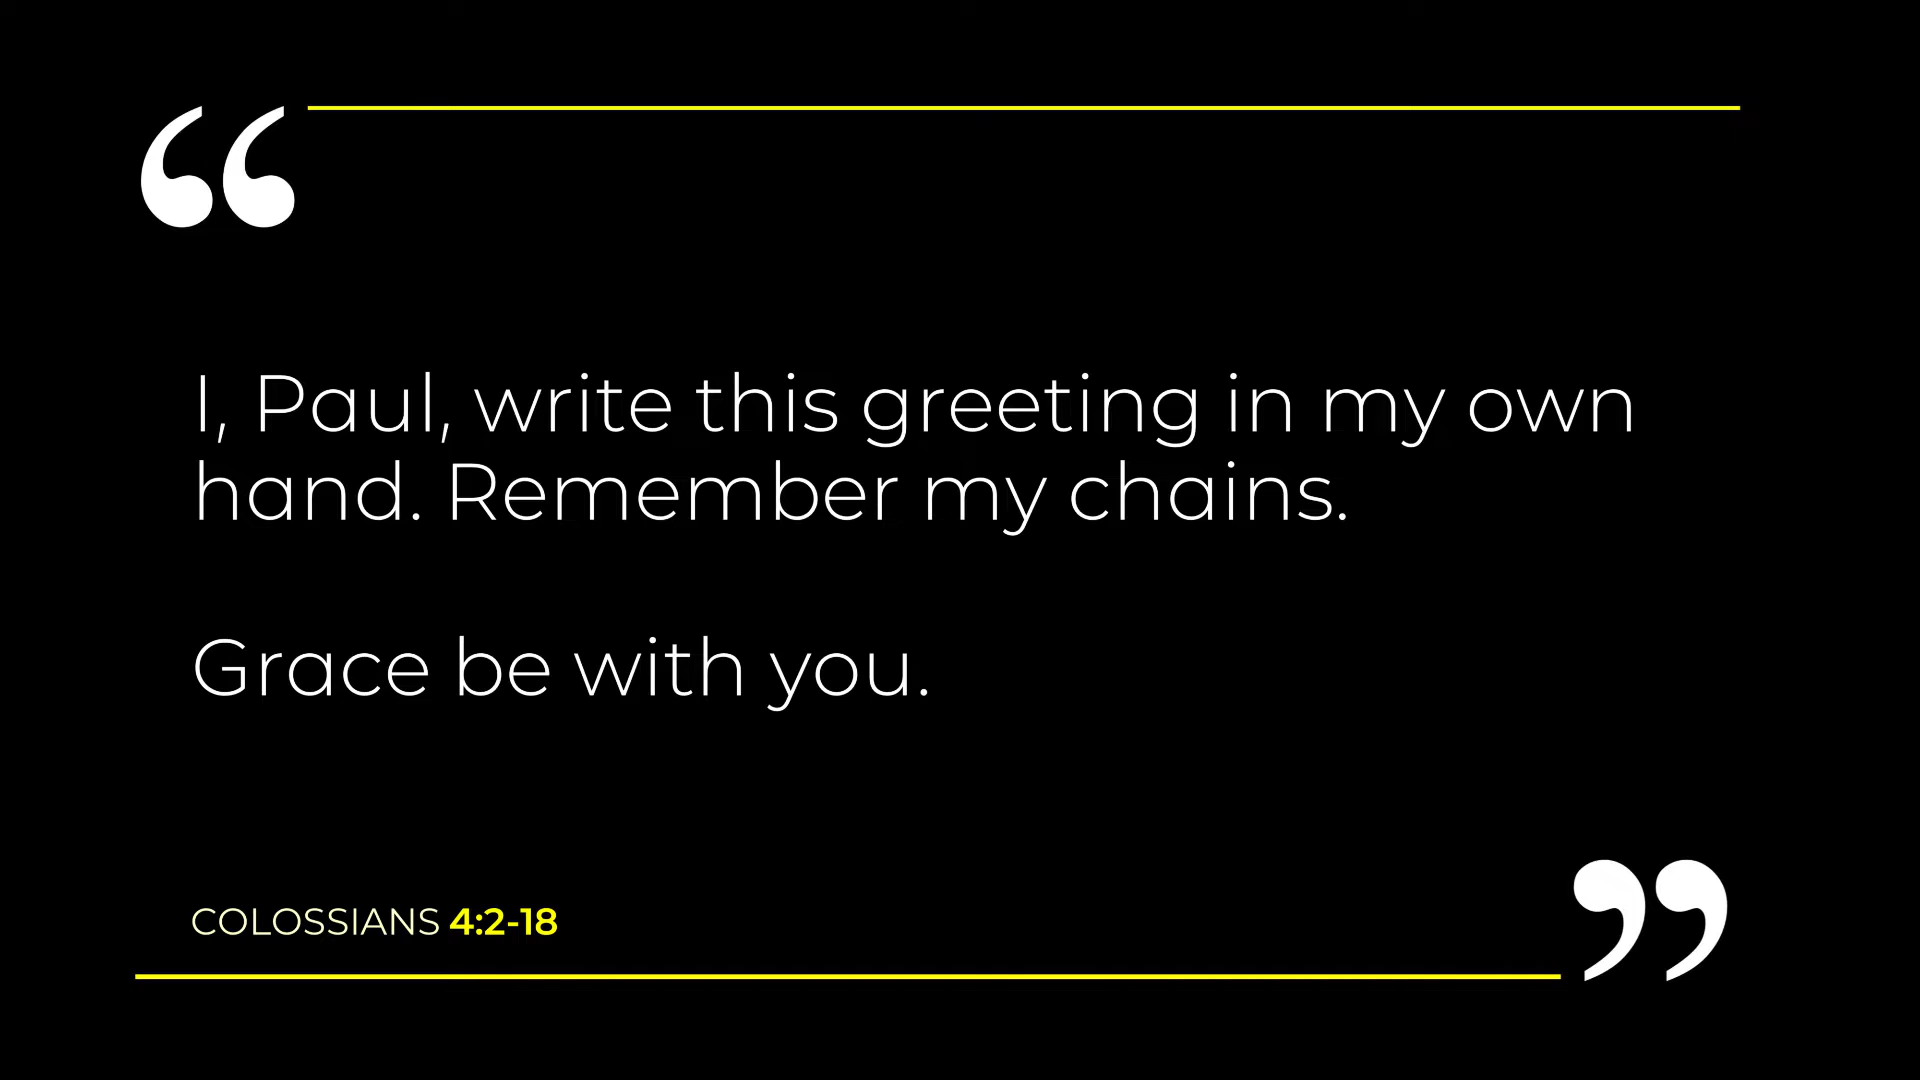 “
I, Paul, write this greeting in my own
hand. Remember my chains.
Grace be with you.
COLOSSIANS 4:2-18
”